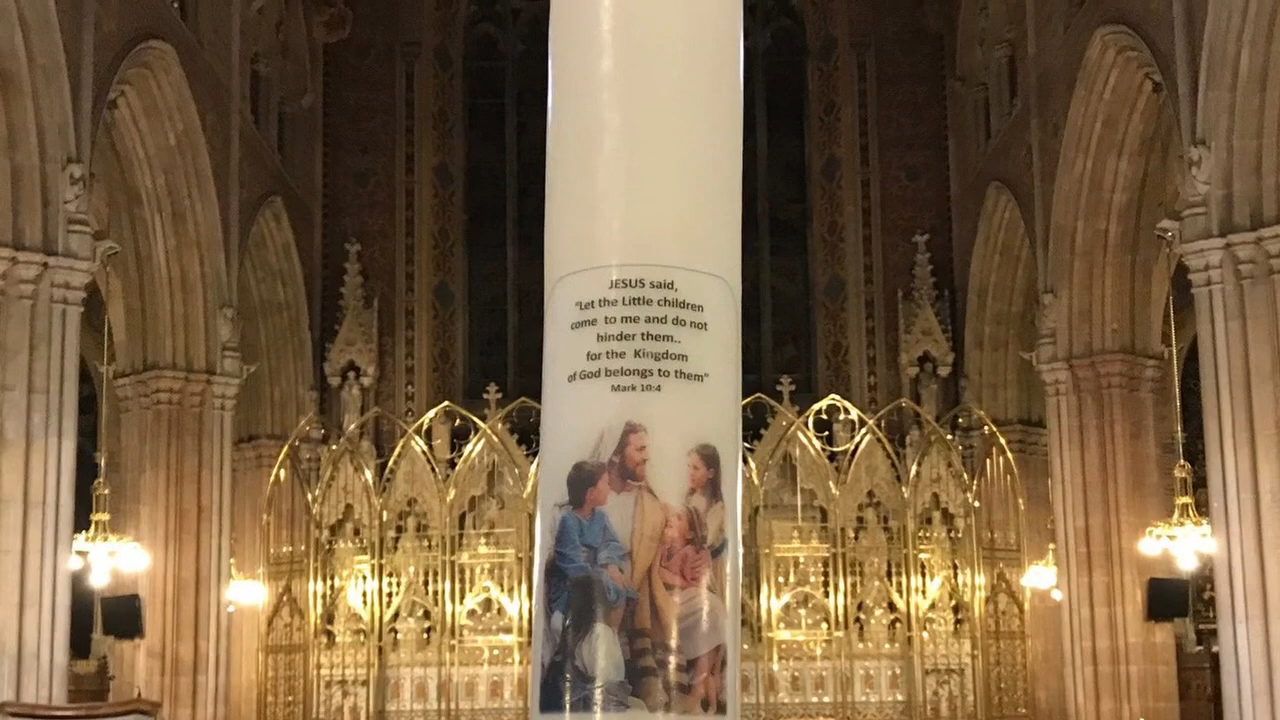 JESUS said,
"Let the Little children
come to me and do not
hinder them..
for the Kingdom
of God belongs to them"
Mark 10:4